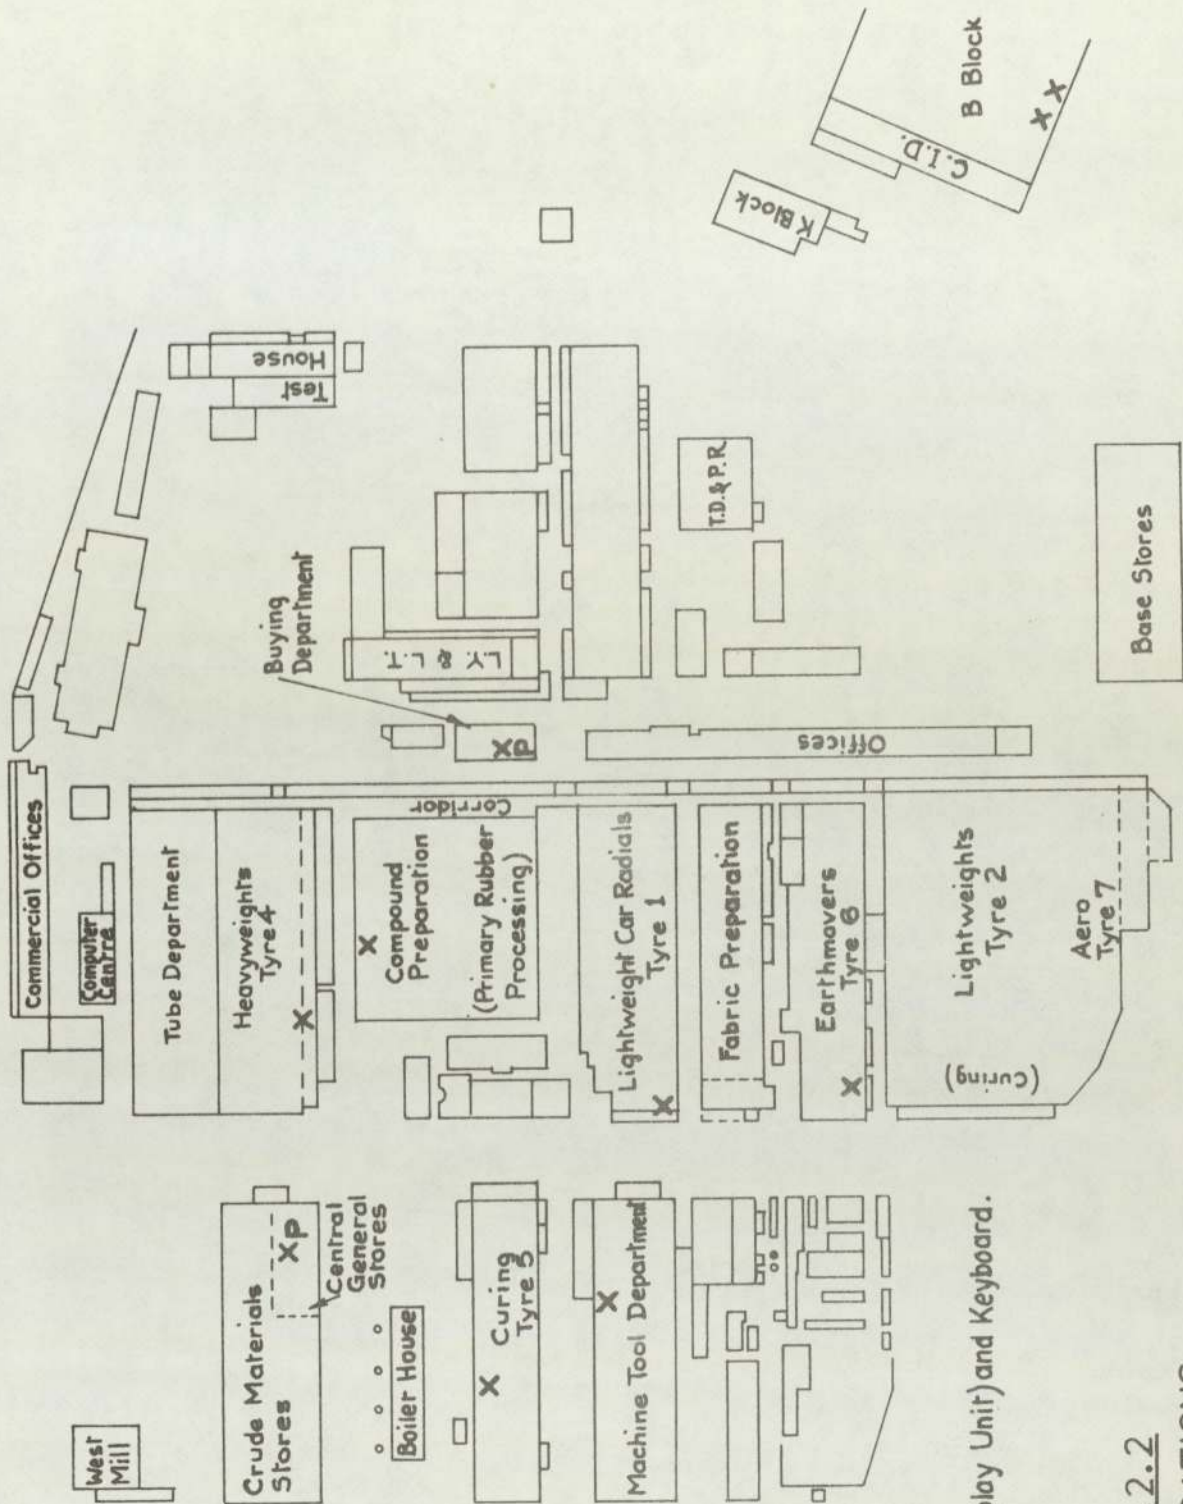 Commercial Offices
Computer
Centre
Tube Department
Heavyweights
Tyre 4
X
Corridor
X
Compound
Preparation
(Primary Rubber
Processing)
Lightweight Car Radials
Tyre 1
X
Fabric Preparation
Earthmovers
Tyre 6
X
Lightweights
Tyre 2
(Curing)
Aero
Tyre 7
Buying
Department
XP
Offices
L.Y. & L.T.
Test
House
T.D. & P.R.
K Block
C.I.D.
B Block
X X
Base Stores
West
Mill
Crude Materials
Stores
XP
Central
General
Stores
Boiler House
X
Curing
Tyre 5
X
Machine Tool Department
lay Unit) and Keyboard.
2.2